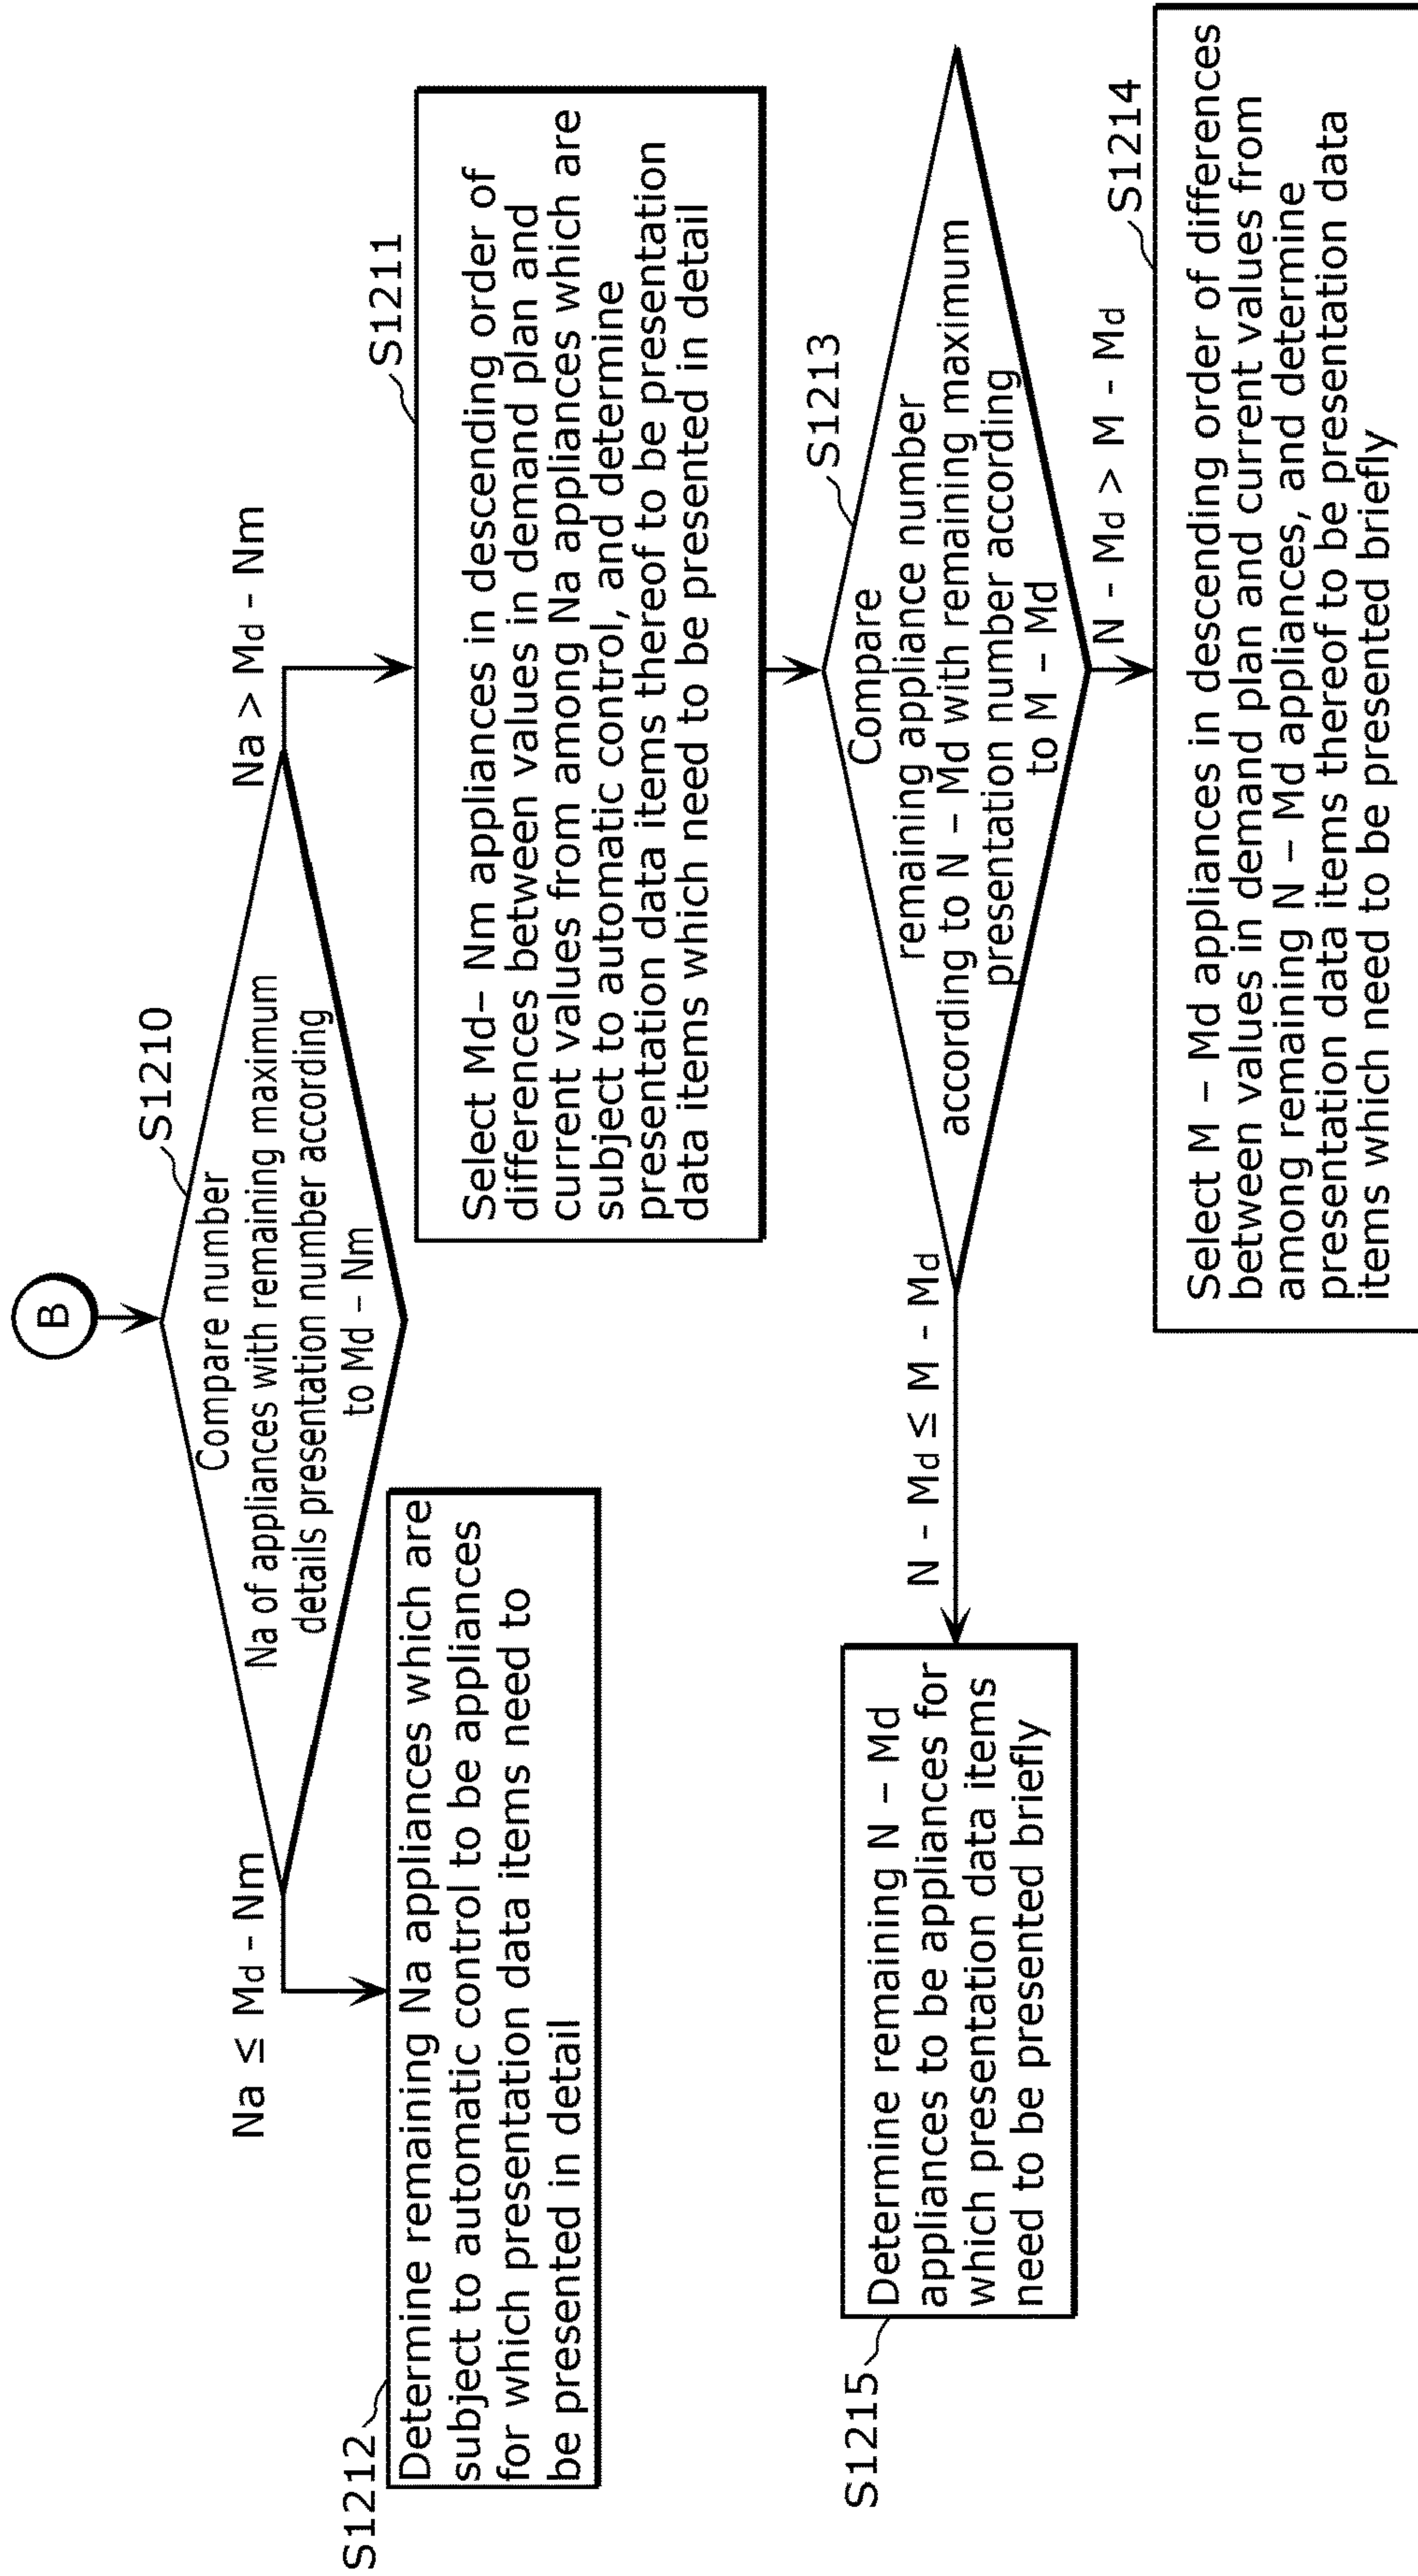 B
S1210
Compare number
Na of appliances with remaining maximum
details presentation number according
to Md – Nm
Na ≤ Md - Nm
Na > Md - Nm
S1212
Determine remaining Na appliances which are
subject to automatic control to be appliances
for which presentation data items need to
be presented in detail
S1211
Select Md– Nm appliances in descending order of
differences between values in demand plan and
current values from among Na appliances which are
subject to automatic control, and determine
presentation data items thereof to be presentation
data items which need to be presented in detail
S1213
Compare
remaining appliance number
according to N – Md with remaining maximum
presentation number according
to M – Md
N - Md ≤ M - Md
N - Md > M - Md
S1215
Determine remaining N – Md
appliances to be appliances for
which presentation data items
need to be presented briefly
S1214
Select M – Md appliances in descending order of differences
between values in demand plan and current values from
among remaining N – Md appliances, and determine
presentation data items thereof to be presentation data
items which need to be presented briefly